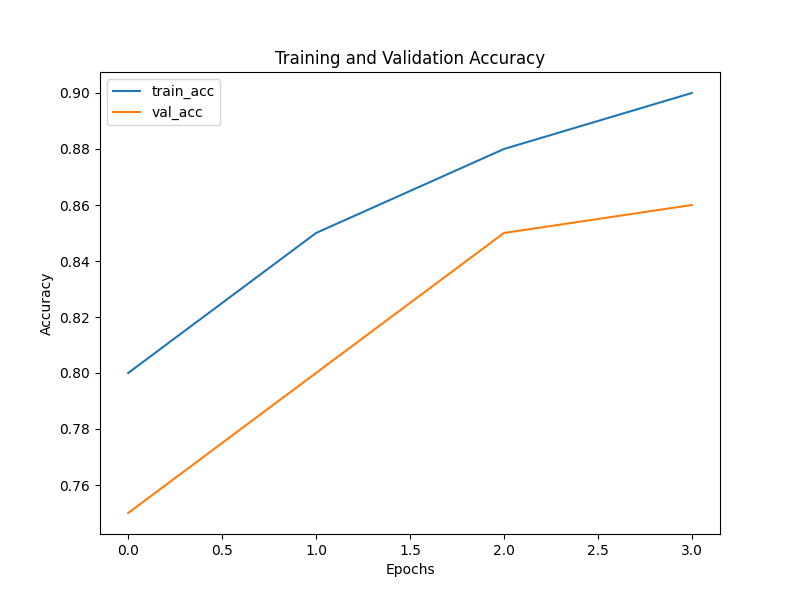 Training and Validation Accuracy
train_acc
val_acc
Accuracy
0.90
0.88
0.86
0.84
0.82
0.80
0.78
0.76
0.0 0.5 1.0 1.5 2.0 2.5 3.0
Epochs